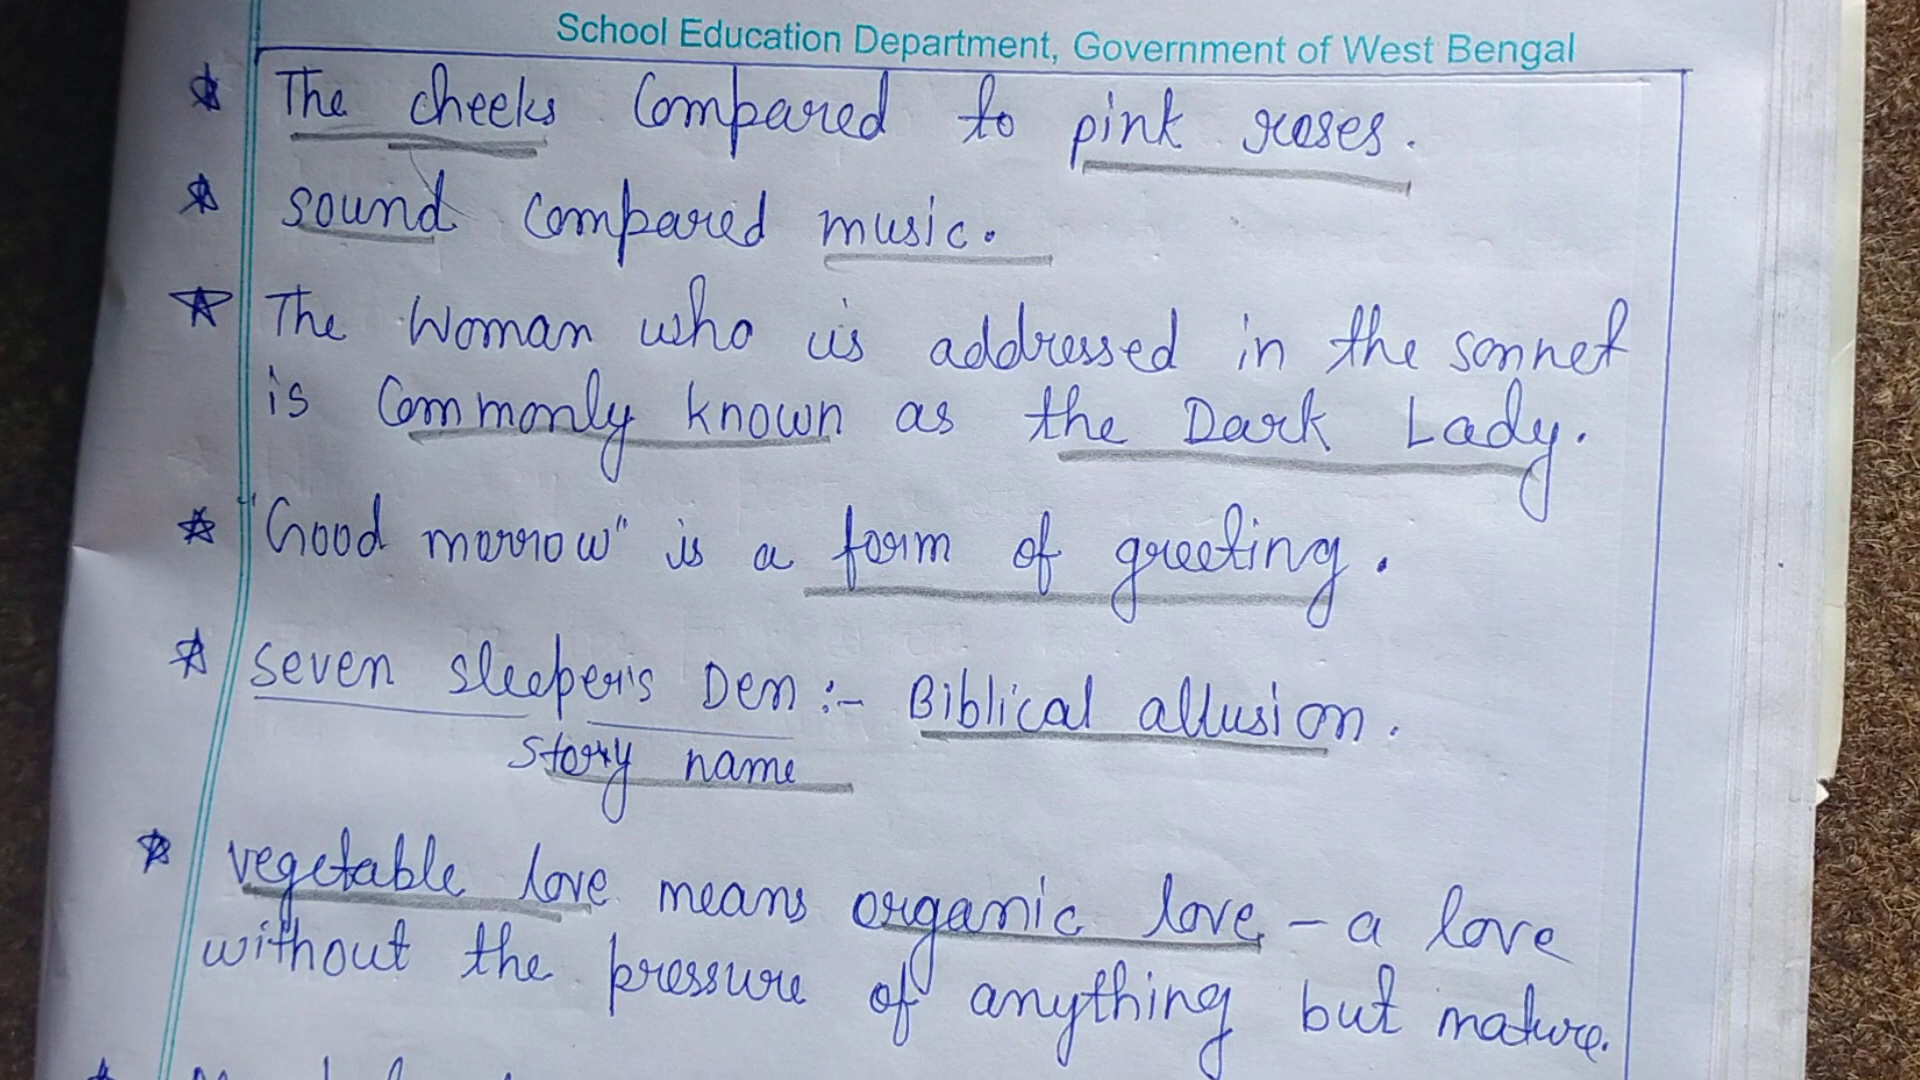 School Education Department, Government of West Bengal
The cheeks Compared to pink roses.
sound compared music.
The Woman who is addressed in the sonnet
is Commonly known as the Dark Lady.
"Good morrow" is a form of greeting.
seven sleeper's Den :- Biblical allusion.
story name
vegetable love means organic love - a love
without the pressure of anything but mature.